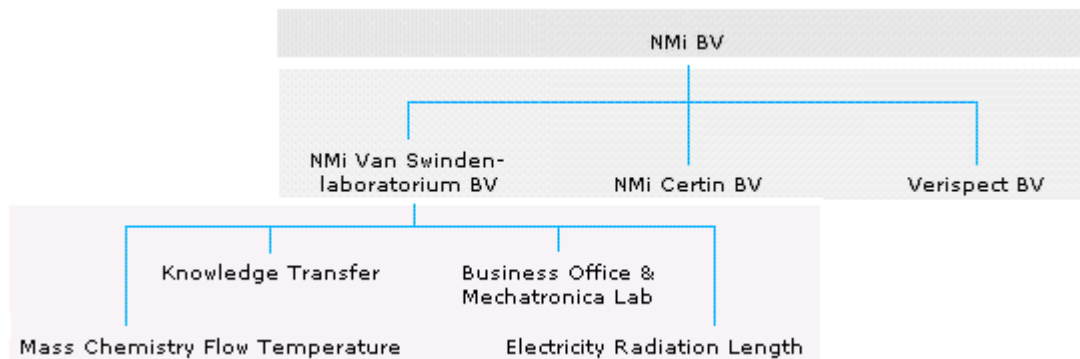 NMi BV
NMi Van Swinden-
laboratorium BV
NMi Certin BV
Verispect BV
Knowledge Transfer
Business Office &
Mechatronica Lab
Mass Chemistry Flow Temperature
Electricity Radiation Length